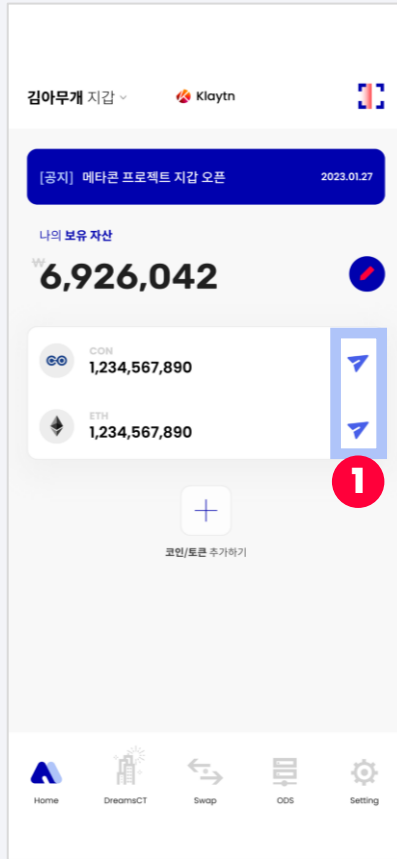 김아무개 지갑
Klaytn
[공지] 메타콘 프로젝트 지갑 오픈 2023.01.27
나의 보유 자산
₩6,926,042
CON
1,234,567,890
ETH
1,234,567,890
1
코인/토큰 추가하기
Home DreamsCT Swap ODS Setting